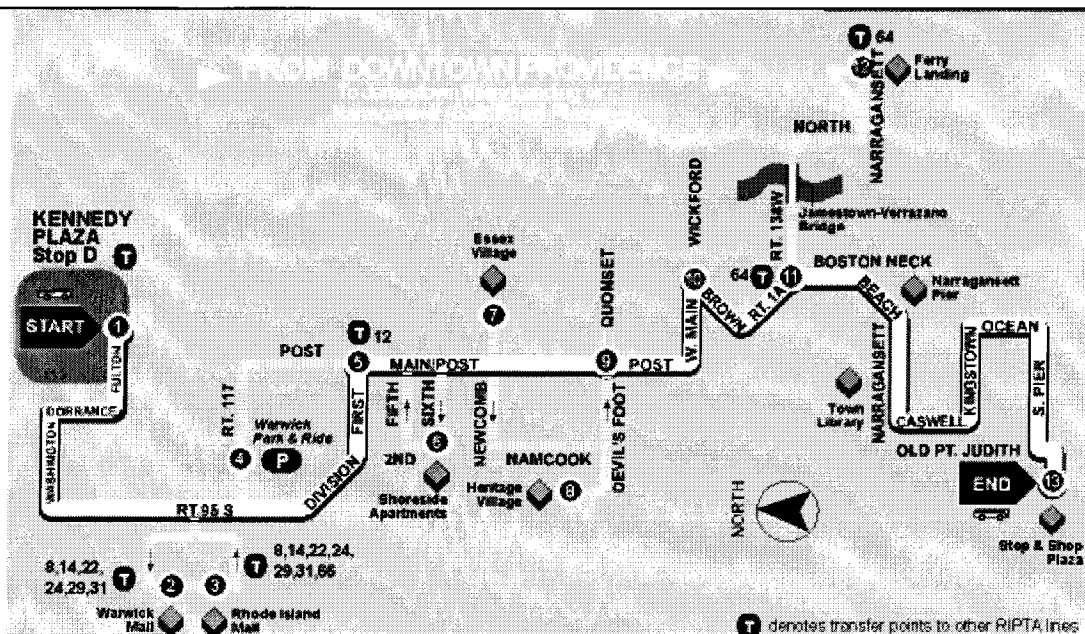 FROM DOWNTOWN PROVIDENCE
T 64
Ferry
Landing
NARRAGANSETT
NORTH
KENNEDY
PLAZA
Stop D T
START
1
FULTON
DORRANCE
WASHINGTON
RT 95 S
RT. 117
Warwick
Park & Ride
4 P
DIVISION
FIRST
POST
T 12
5
MAIN/POST
FIFTH
SIXTH
6
2ND
Shoreside
Apartments
Essex
Village
7
NEWCOMB
NAMCOOK
Heritage
Village
8
QUONSET
9
DEVIL'S FOOT
POST
W. MAIN
WICKFORD
BROWN
RT. 1A
64 T 11
RT. 138W
Jamestown-Verrazano
Bridge
BOSTON NECK
BEACH
Narragansett
Pier
Town
Library
NARRAGANSETT
CASWELL
KINGSTOWN
OCEAN
S. PIER
OLD PT. JUDITH
END
13
Stop & Shop
Plaza
NORTH
8,14,22,
24,29,31 T
2
Warwick
Mall
3
Rhode Island
Mall
T 8,14,22,24,
29,31,66
T denotes transfer points to other RIPTA lines